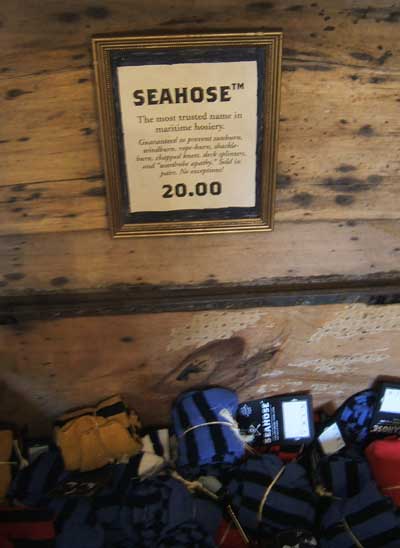 SEAHOSE™
The most trusted name in
maritime hosiery.
Guaranteed to prevent sunburn,
windburn, rope-burn, shackle-
burn, chapped knees, deck splinters,
and "wardrobe apathy." Sold in
pairs. No exceptions!
20.00
SEAHOSE